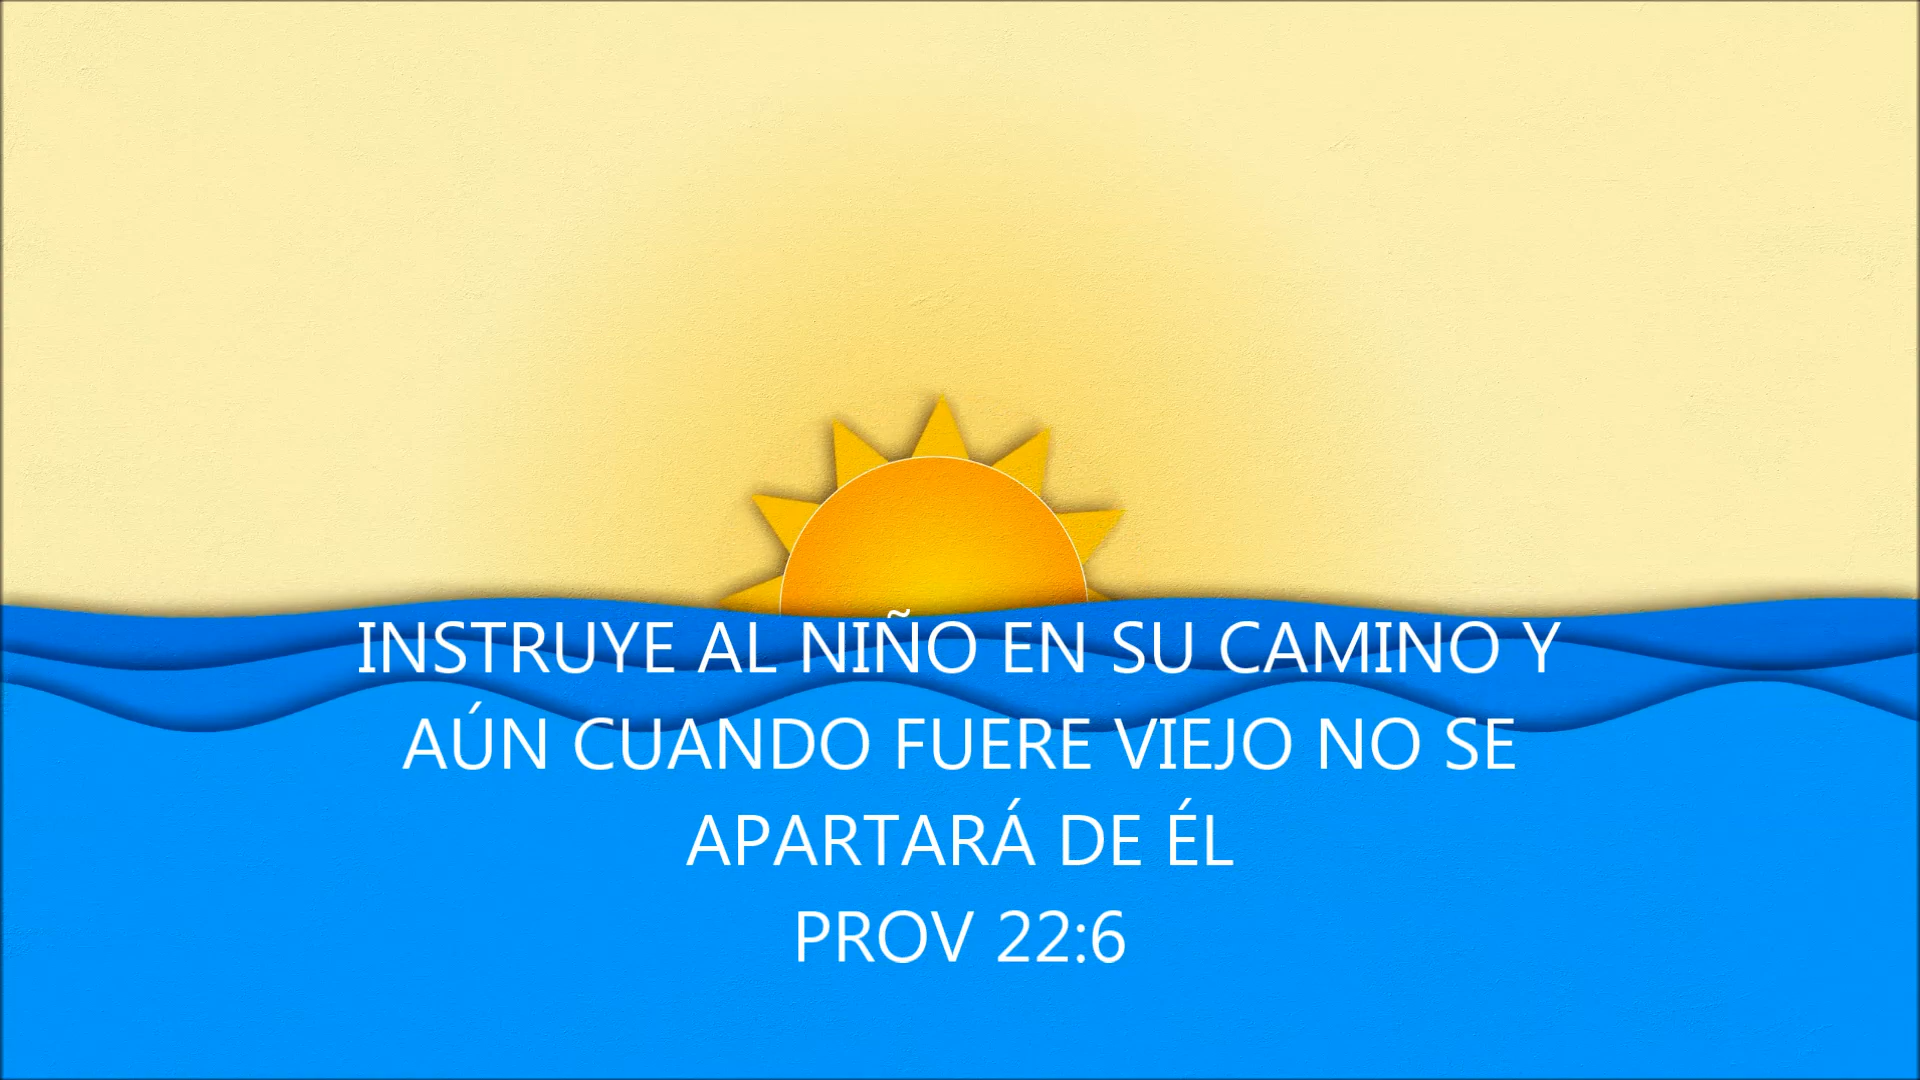 INSTRUYE AL NIÑO EN SU CAMINO Y
AÚN CUANDO FUERE VIEJO NO SE
APARTARÁ DE ÉL
PROV 22:6